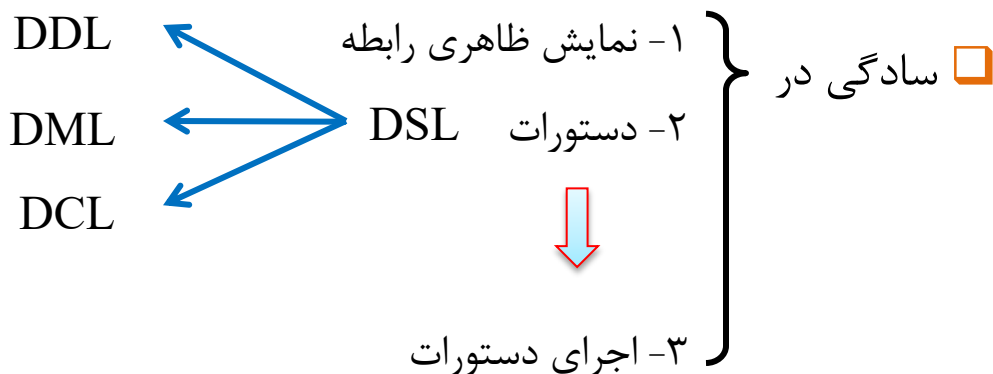 سادگی در
۱- نمایش ظاهری رابطه
۲- دستورات DSL
DDL
DML
DCL
۳- اجرای دستورات